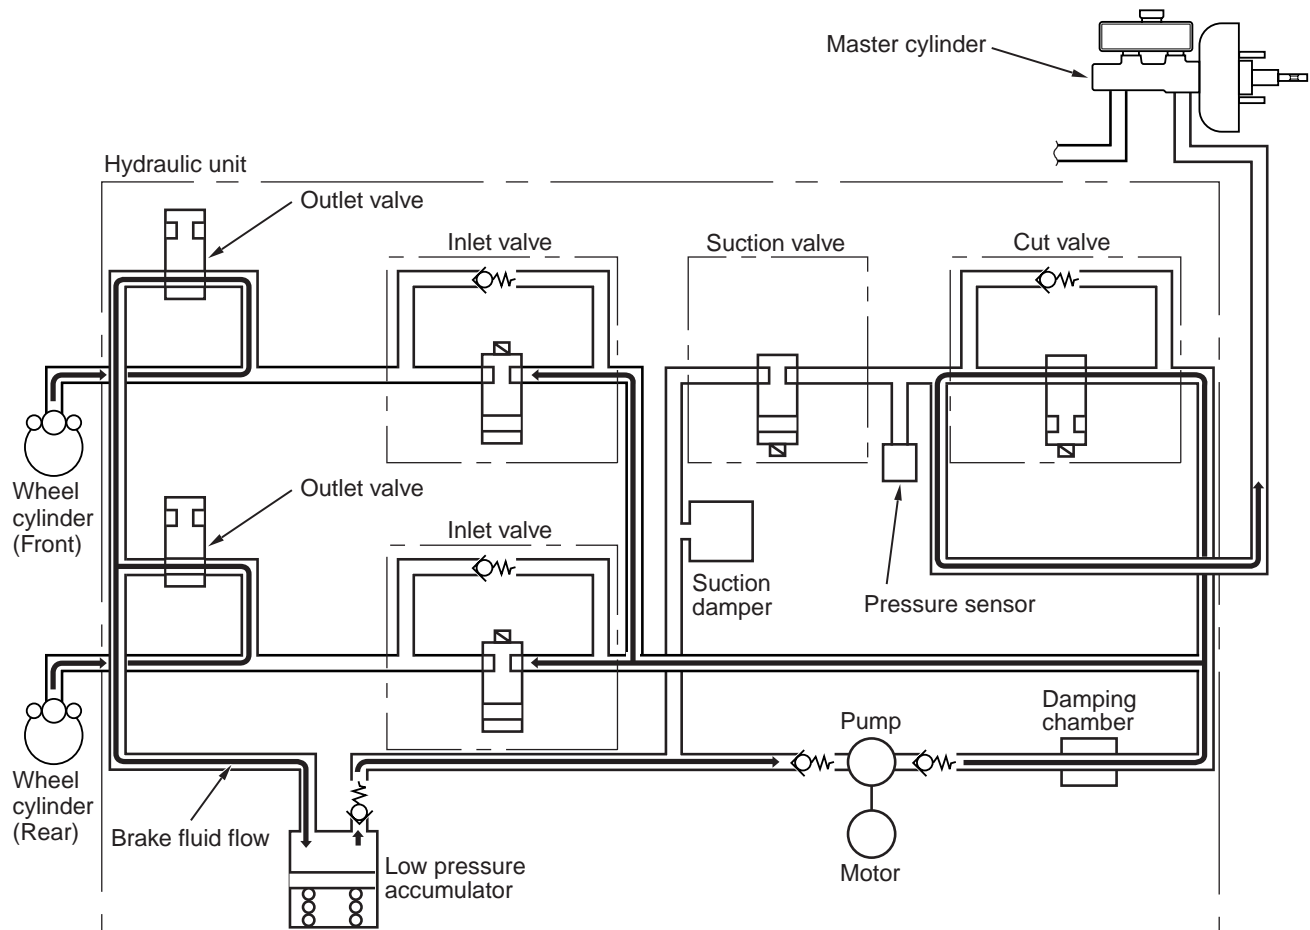 Master cylinder
Hydraulic unit
Outlet valve
Inlet valve
Suction valve
Cut valve
Wheel
cylinder
(Front)
Outlet valve
Inlet valve
Suction
damper
Pressure sensor
Damping
chamber
Pump
Wheel
cylinder
(Rear)
Brake fluid flow
Low pressure
accumulator
Motor